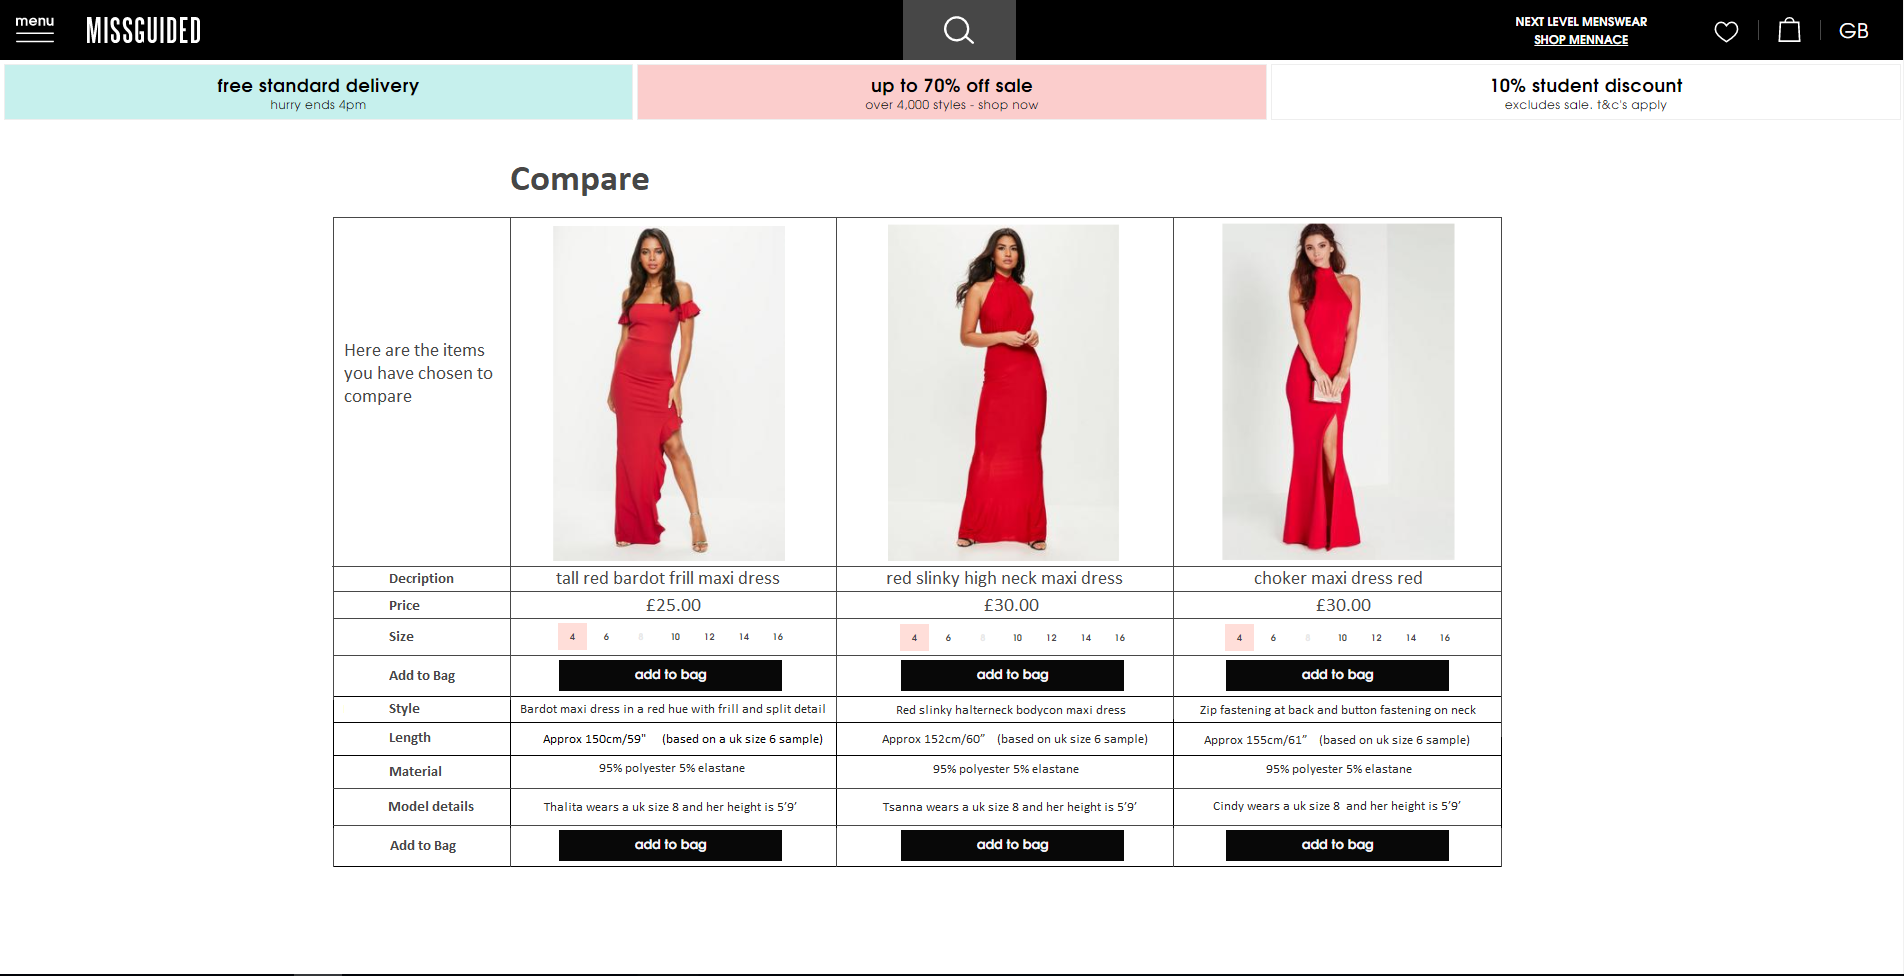 menu
MISSGUIDED
NEXT LEVEL MENSWEAR
SHOP MENNACE
GB
free standard delivery
hurry ends 4pm
up to 70% off sale
over 4,000 styles - shop now
10% student discount
excludes sale. t&c's apply
Compare
Here are the items
you have chosen to
compare
Decription tall red bardot frill maxi dress red slinky high neck maxi dress choker maxi dress red
Price £25.00 £30.00 £30.00
Size 4 6 8 10 12 14 16 4 6 8 10 12 14 16 4 6 8 10 12 14 16
Add to Bag add to bag add to bag add to bag
Style Bardot maxi dress in a red hue with frill and split detail Red slinky halterneck bodycon maxi dress Zip fastening at back and button fastening on neck
Length Approx 150cm/59" (based on a uk size 6 sample) Approx 152cm/60” (based on uk size 6 sample) Approx 155cm/61” (based on uk size 6 sample)
Material 95% polyester 5% elastane 95% polyester 5% elastane 95% polyester 5% elastane
Model details Thalita wears a uk size 8 and her height is 5’9’ Tsanna wears a uk size 8 and her height is 5’9’ Cindy wears a uk size 8 and her height is 5’9’
Add to Bag add to bag add to bag add to bag